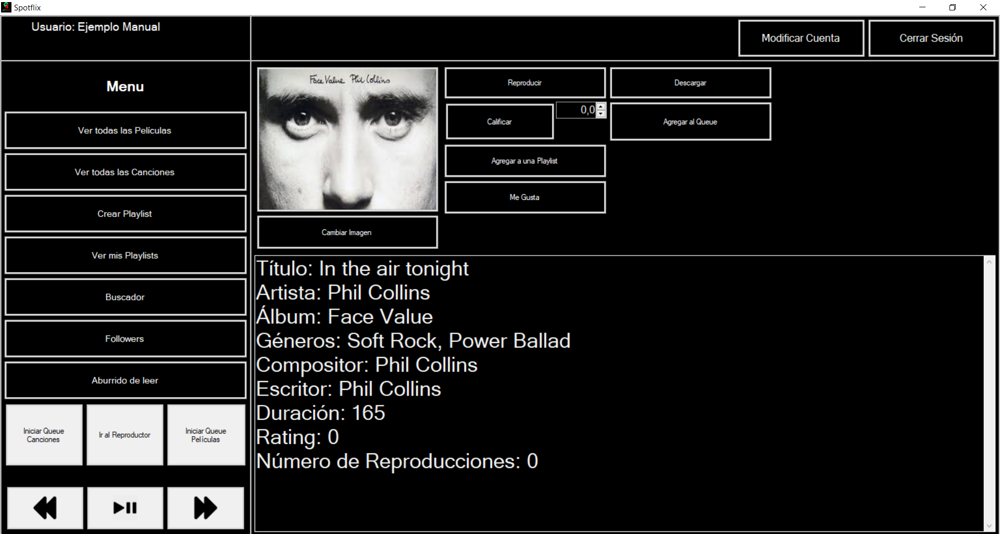 Spotflix
Usuario: Ejemplo Manual
Modificar Cuenta
Cerrar Sesión
Menu
Ver todas las Películas
Ver todas las Canciones
Crear Playlist
Ver mis Playlists
Buscador
Followers
Aburrido de leer
Iniciar Queue
Canciones
Ir al Reproductor
Iniciar Queue
Películas
Face Value Phil Collins
Cambiar Imagen
Reproducir
Descargar
Calificar
0,0
Agregar al Queue
Agregar a una Playlist
Me Gusta
Título: In the air tonight
Artista: Phil Collins
Álbum: Face Value
Géneros: Soft Rock, Power Ballad
Compositor: Phil Collins
Escritor: Phil Collins
Duración: 165
Rating: 0
Número de Reproducciones: 0